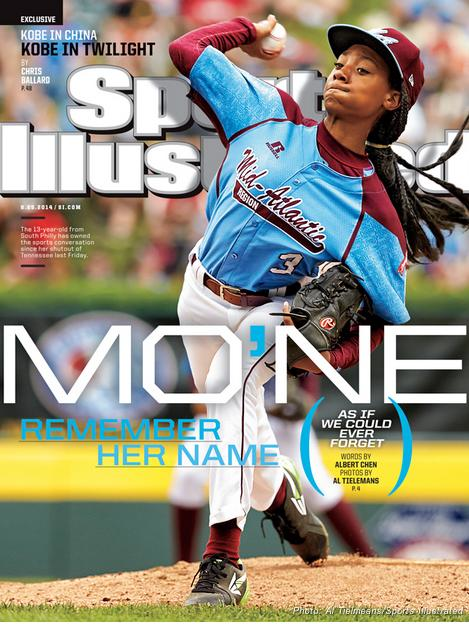 EXCLUSIVE
KOBE IN CHINA
KOBE IN TWILIGHT
BY
CHRIS
BALLARD
P.48
Sports
Illustrated
8.25.2014 / SI.COM
The 13-year-old from
South Philly has owned
the sports conversation
since her shutout of
Tennessee last Friday.
R
RUSSELL
Mid-Atlantic
REGION
3
R
MO'NE
REMEMBER
HER NAME
(AS IF
WE COULD
EVER
FORGET)
WORDS BY
ALBERT CHEN
PHOTOS BY
AL TIELEMANS
P.4
Photo: Al Tielmeans/Sports Illustrated